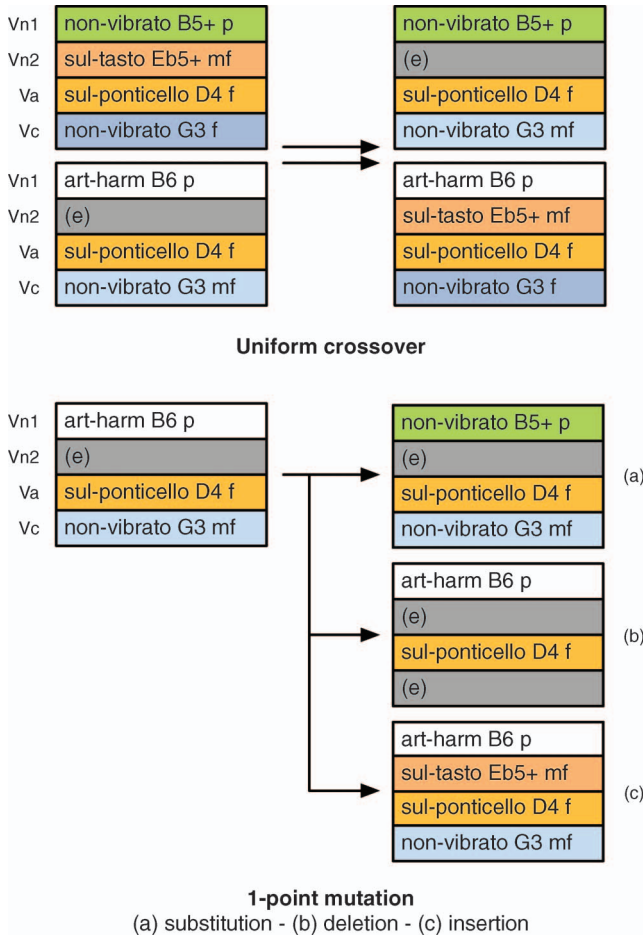 Vn1 non-vibrato B5+ p non-vibrato B5+ p
Vn2 sul-tasto Eb5+ mf (e)
Va sul-ponticello D4 f sul-ponticello D4 f
Vc non-vibrato G3 f non-vibrato G3 mf
Vn1 art-harm B6 p art-harm B6 p
Vn2 (e) sul-tasto Eb5+ mf
Va sul-ponticello D4 f sul-ponticello D4 f
Vc non-vibrato G3 mf non-vibrato G3 f
Uniform crossover
Vn1 art-harm B6 p non-vibrato B5+ p
Vn2 (e) (e)
Va sul-ponticello D4 f sul-ponticello D4 f (a)
Vc non-vibrato G3 mf non-vibrato G3 mf
art-harm B6 p
(e)
sul-ponticello D4 f (b)
(e)
art-harm B6 p
sul-tasto Eb5+ mf
sul-ponticello D4 f (c)
non-vibrato G3 mf
1-point mutation
(a) substitution - (b) deletion - (c) insertion